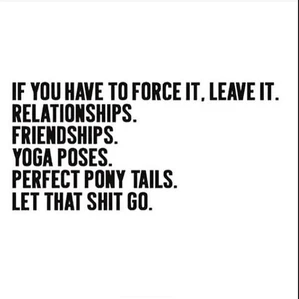 IF YOU HAVE TO FORCE IT, LEAVE IT.
RELATIONSHIPS.
FRIENDSHIPS.
YOGA POSES.
PERFECT PONY TAILS.
LET THAT SHIT GO.